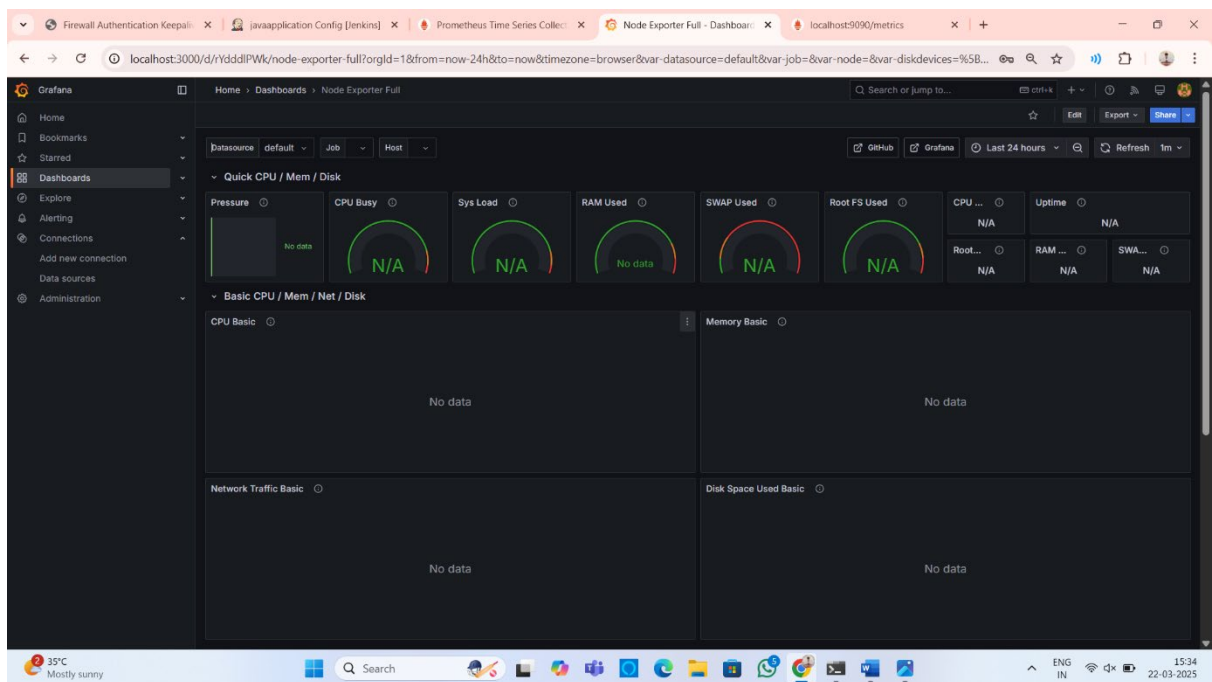 Firewall Authentication Keepaliv
javaapplication Config [Jenkins]
Prometheus Time Series Collect
Node Exporter Full - Dashboard
localhost:9090/metrics
localhost:3000/d/rYdddlPWk/node-exporter-full?orgId=1&from=now-24h&to=now&timezone=browser&var-datasource=default&var-job=&var-node=&var-diskdevices=%5B...
Grafana
Home › Dashboards › Node Exporter Full
Search or jump to...
ctrl+k
Home
Bookmarks
Starred
Dashboards
Explore
Alerting
Connections
Add new connection
Data sources
Administration
Edit
Export
Share
Datasource default
Job
Host
GitHub
Grafana
Last 24 hours
Refresh 1m
Quick CPU / Mem / Disk
Pressure
No data
CPU Busy
N/A
Sys Load
N/A
RAM Used
No data
SWAP Used
N/A
Root FS Used
N/A
CPU ...
N/A
Uptime
N/A
Root...
N/A
RAM ...
N/A
SWA...
N/A
Basic CPU / Mem / Net / Disk
CPU Basic
No data
Memory Basic
No data
Network Traffic Basic
No data
Disk Space Used Basic
No data
2
35°C
Mostly sunny
Search
5
ENG
IN
15:34
22-03-2025